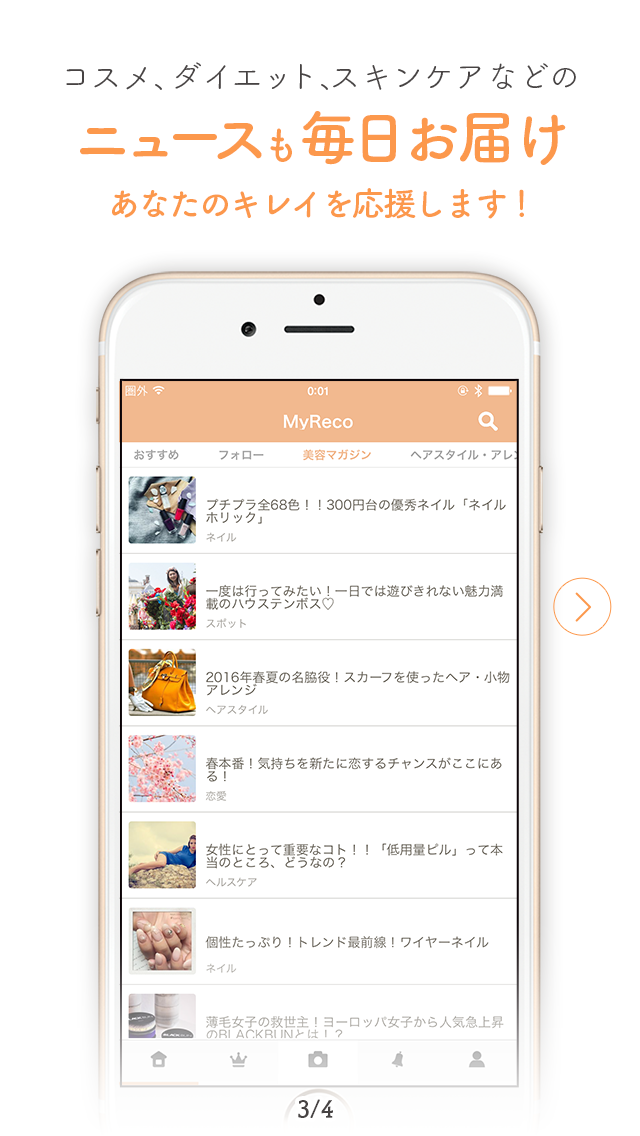 コスメ、ダイエット、スキンケアなどの
ニュースも毎日お届け
あなたのキレイを応援します！
圏外 0:01
MyReco
おすすめ フォロー 美容マガジン ヘアスタイル・アレン
プチプラ全68色！！300円台の優秀ネイル「ネイル
ホリック」
ネイル
一度は行ってみたい！一日では遊びきれない魅力満
載のハウステンボス♡
スポット
2016年春夏の名脇役！スカーフを使ったヘア・小物
アレンジ
ヘアスタイル
春本番！気持ちを新たに恋するチャンスがここにあ
る！
恋愛
女性にとって重要なコト！！「低用量ピル」って本
当のところ、どうなの？
ヘルスケア
個性たっぷり！トレンド最前線！ワイヤーネイル
ネイル
薄毛女子の救世主！ヨーロッパ女子から人気急上昇
のBLACKBUNとは！？
3/4